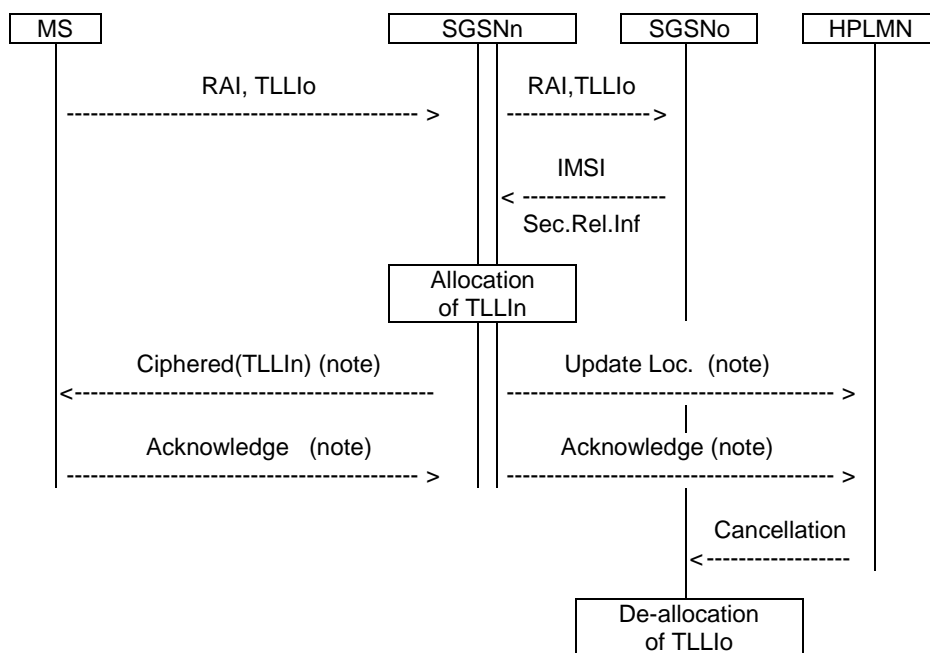 MS SGSNn SGSNo HPLMN
RAI, TLLIo RAI,TLLIo
IMSI
Sec.Rel.Inf
Allocation
of TLLIn
Ciphered(TLLIn) (note) Update Loc. (note)
Acknowledge (note) Acknowledge (note)
Cancellation
De-allocation
of TLLIo